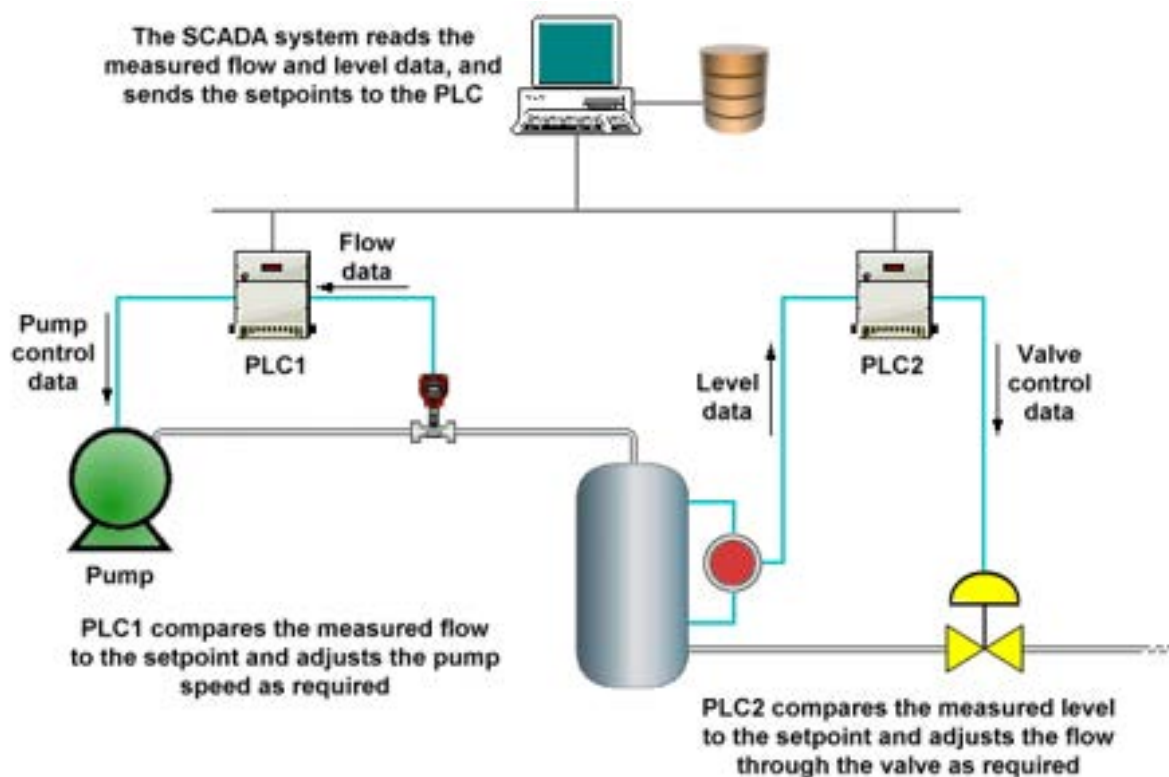 The SCADA system reads the
measured flow and level data, and
sends the setpoints to the PLC
Flow
data
Pump
control
data
PLC1
Level
data
PLC2
Valve
control
data
Pump
PLC1 compares the measured flow
to the setpoint and adjusts the pump
speed as required
PLC2 compares the measured level
to the setpoint and adjusts the flow
through the valve as required